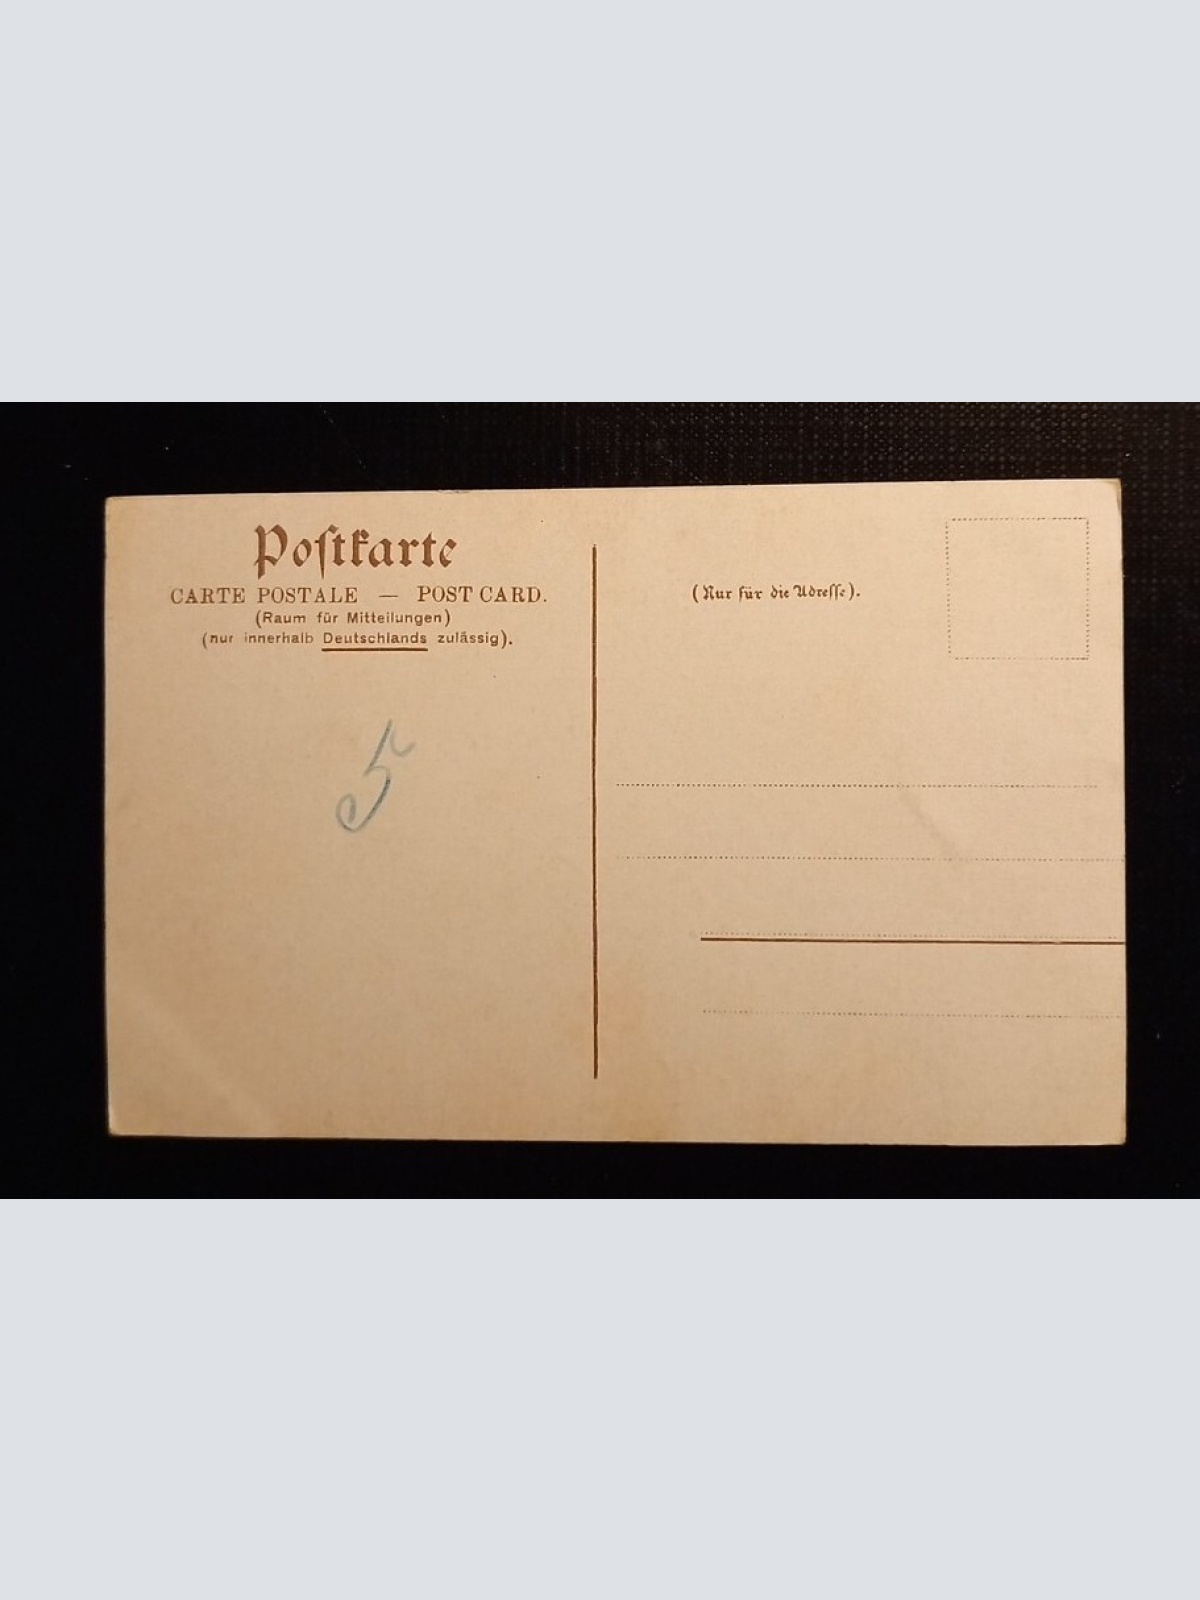 Poſtkarte
CARTE POSTALE — POST CARD.
(Raum für Mitteilungen)
(nur innerhalb Deutschlands zulässig).
(Nur für die Adreſſe).
5